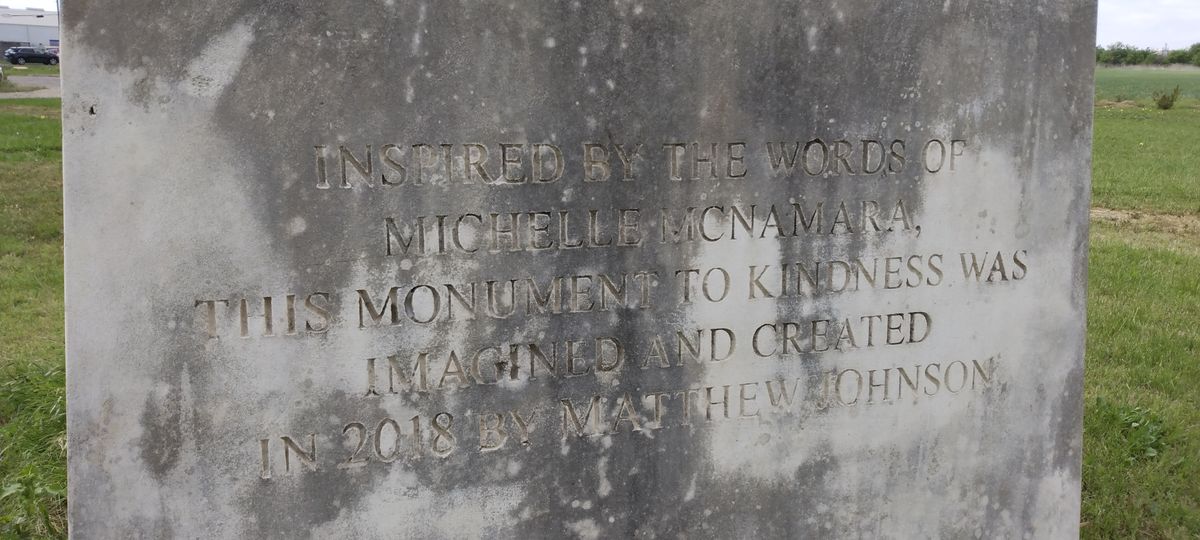 INSPIRED BY THE WORDS OF
MICHELLE MCNAMARA,
THIS MONUMENT TO KINDNESS WAS
IMAGINED AND CREATED
IN 2018 BY MATTHEW JOHNSON